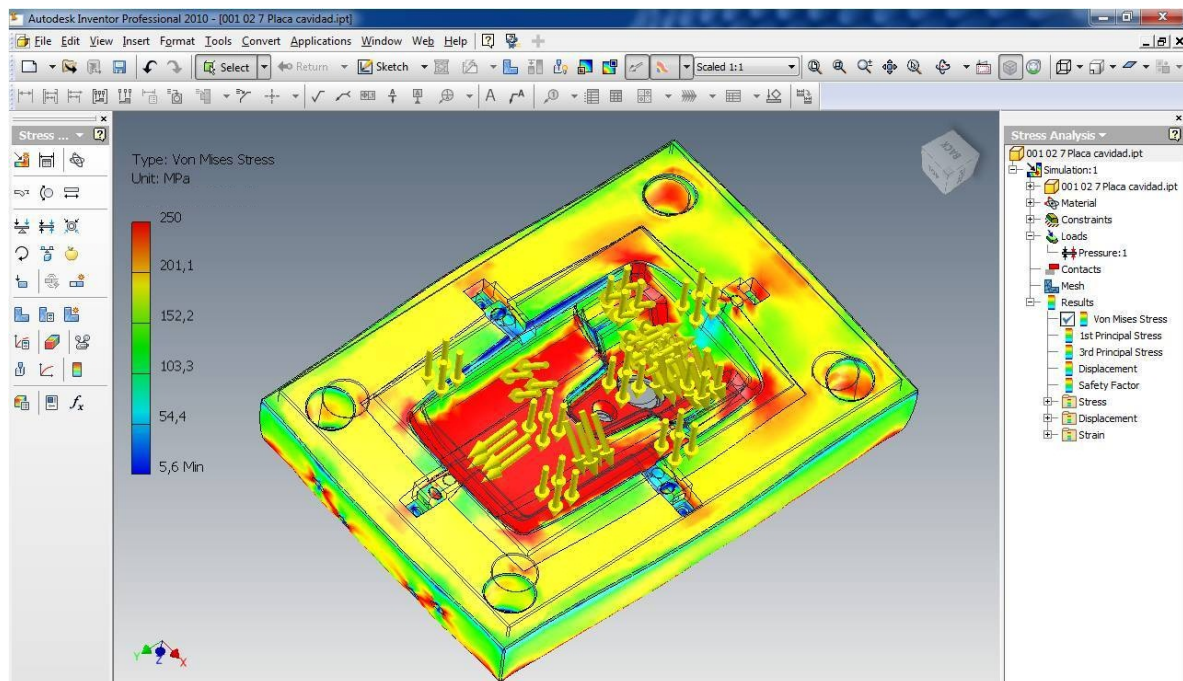 Autodesk Inventor Professional 2010 - [001 02 7 Placa cavidad.ipt]
File Edit View Insert Format Tools Convert Applications Window Web Help
Select Return Sketch Scaled 1:1
A
Stress ...
Type: Von Mises Stress
Unit: MPa
250
201,1
152,2
103,3
54,4
5,6 Min
BACK
Y Z X
fx
Stress Analysis
001 02 7 Placa cavidad.ipt
Simulation:1
001 02 7 Placa cavidad.ipt
Material
Constraints
Loads
Pressure:1
Contacts
Mesh
Results
Von Mises Stress
1st Principal Stress
3rd Principal Stress
Displacement
Safety Factor
Stress
Displacement
Strain